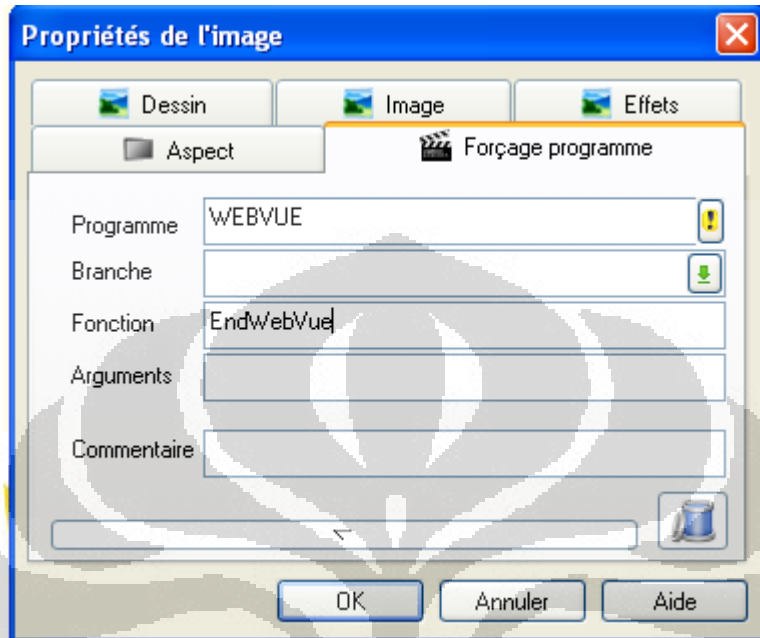 Propriétés de l'image
Dessin Image Effets
Aspect Forçage programme
Programme WEBVUE
Branche
Fonction EndWebVue
Arguments
Commentaire
OK Annuler Aide